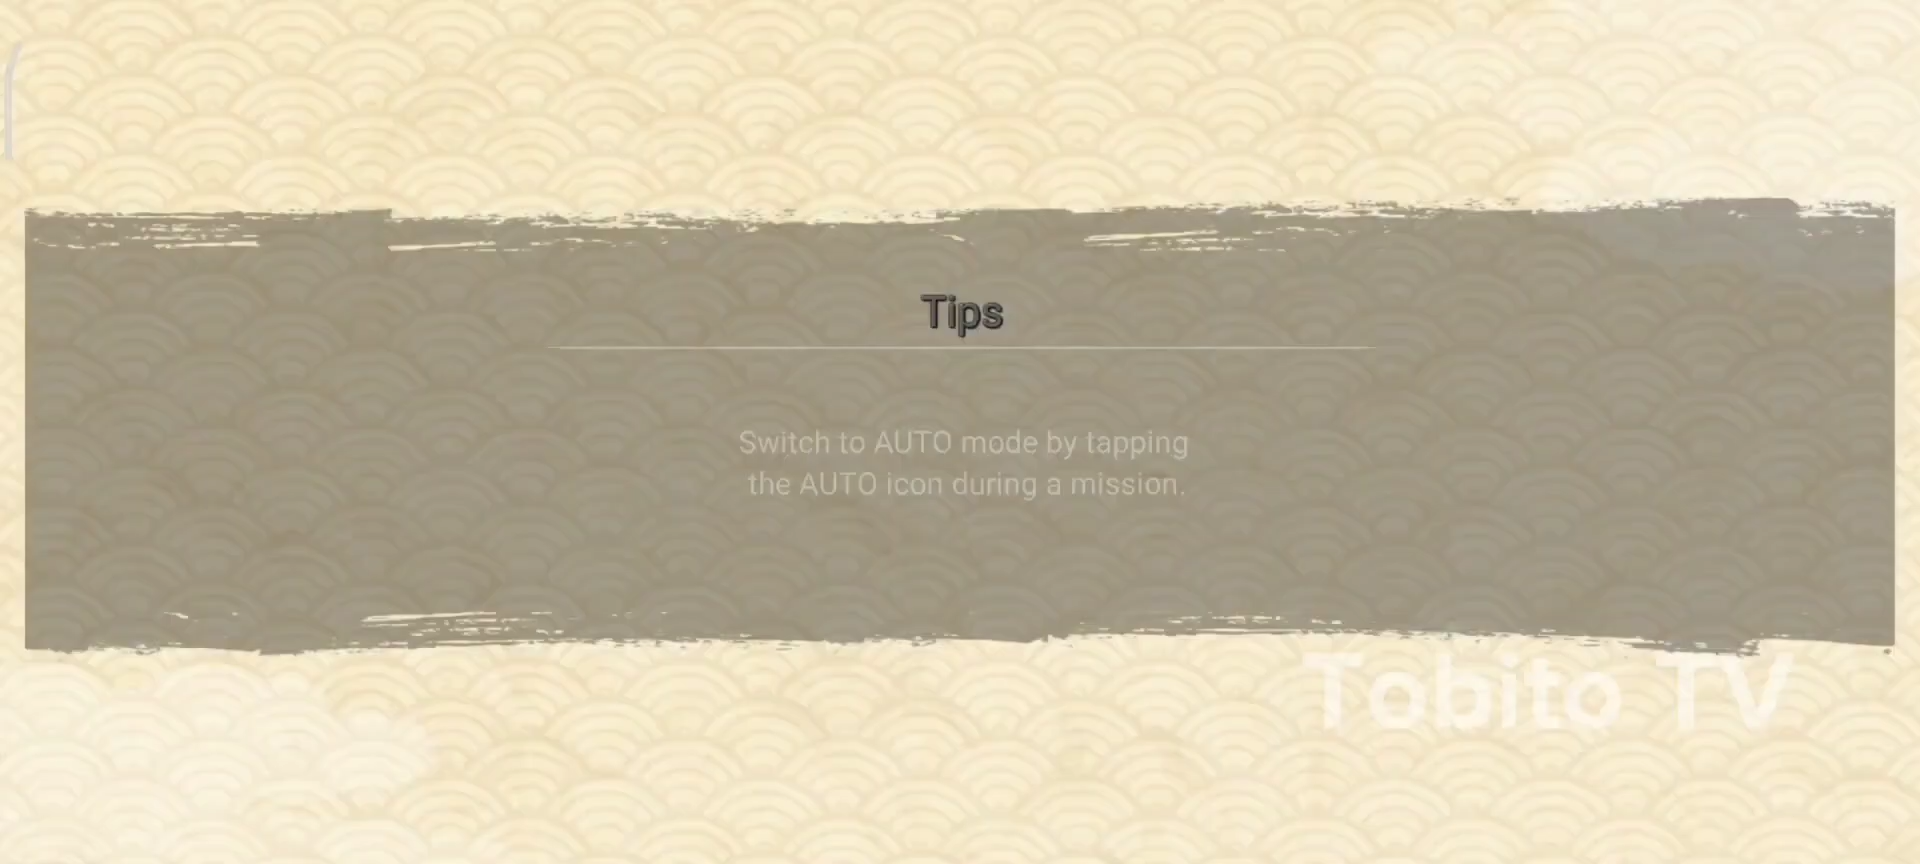 Tips
Switch to AUTO mode by tapping
the AUTO icon during a mission.
Tobito TV